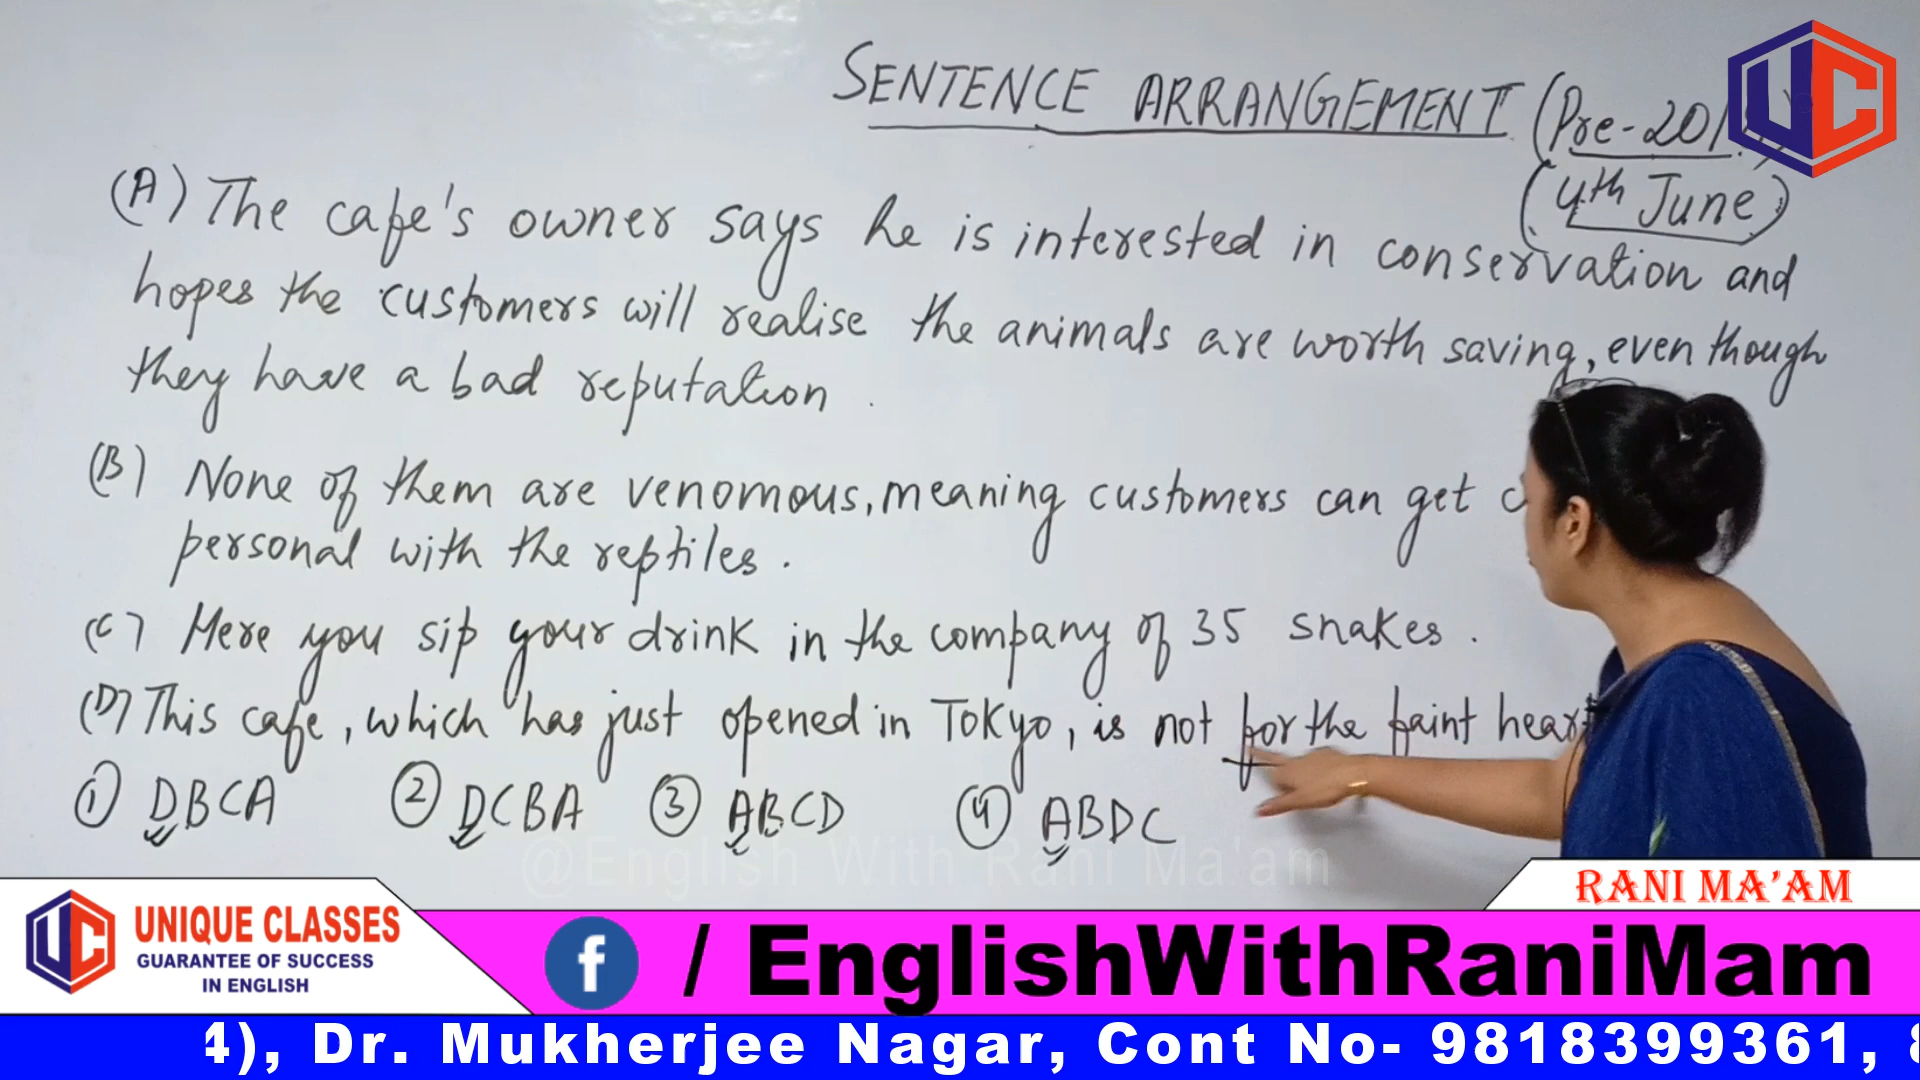 SENTENCE ARRANGEMENT (Pre-201
(4th June)
(A) The cafe's owner says he is interested in conservation and
hopes the customers will realise the animals are worth saving, even though
they have a bad reputation.
(B) None of them are venomous, meaning customers can get
personal with the reptiles.
(C) Here you sip your drink in the company of 35 snakes.
(D) This cafe, which has just opened in Tokyo, is not for the faint
① DBCA ② DCBA ③ ABCD ④ ABDC
@English With Rani Ma'am
RANI MA'AM
UC UNIQUE CLASSES
GUARANTEE OF SUCCESS
IN ENGLISH
f / EnglishWithRaniMam
4), Dr. Mukherjee Nagar, Cont No- 9818399361,
UC